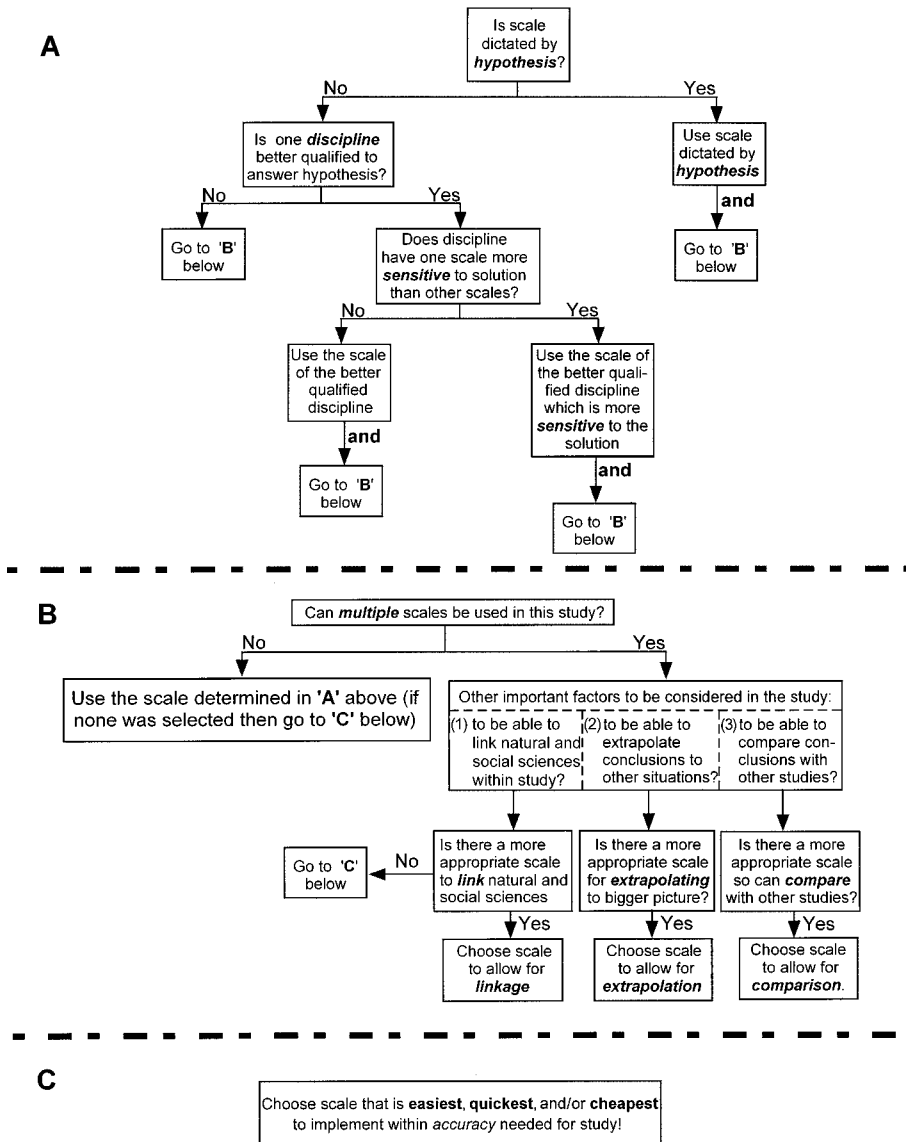 A
Is scale
dictated by
hypothesis?
No
Yes
Is one discipline
better qualified to
answer hypothesis?
Use scale
dictated by
hypothesis
No
Yes
and
Go to 'B'
below
Does discipline
have one scale more
sensitive to solution
than other scales?
Go to 'B'
below
No
Yes
Use the scale
of the better
qualified
discipline
Use the scale of
the better quali-
fied discipline
which is more
sensitive to the
solution
and
and
Go to 'B'
below
Go to 'B'
below
B
Can multiple scales be used in this study?
No
Yes
Use the scale determined in 'A' above (if
none was selected then go to 'C' below)
Other important factors to be considered in the study:
(1) to be able to
link natural and
social sciences
within study?
(2) to be able to
extrapolate
conclusions to
other situations?
(3) to be able to
compare con-
clusions with
other studies?
Go to 'C'
below
No
Is there a more
appropriate scale
to link natural and
social sciences
Is there a more
appropriate scale
for extrapolating
to bigger picture?
Is there a more
appropriate scale
so can compare
with other studies?
Yes
Yes
Yes
Choose scale
to allow for
linkage
Choose scale
to allow for
extrapolation
Choose scale
to allow for
comparison.
C
Choose scale that is easiest, quickest, and/or cheapest
to implement within accuracy needed for study!